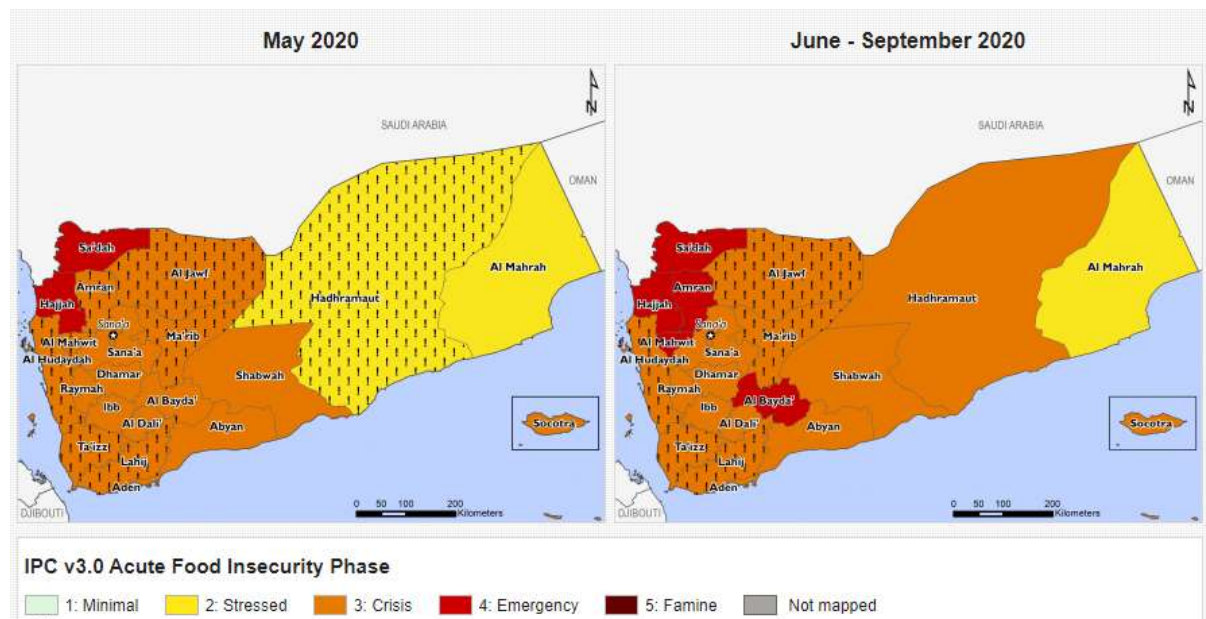 May 2020
June - September 2020
N
SAUDI ARABIA
OMAN
Sa'dah
Al Jawf
Amran
Hajjah
Al Mahrah
Hadhramaut
Sana'a
Ma'rib
Al Mahwit
Sana'a
Al Hudaydah
Dhamar
Shabwah
Raymah
Al Bayda'
Ibb
Al Dali'
Abyan
Socotra
Ta'izz
Lahij
Aden
0 50 100 200
Kilometers
DJIBOUTI
N
SAUDI ARABIA
OMAN
Sa'dah
Al Jawf
Al Mahrah
Amran
Hajjah
Hadhramaut
Sana'a
Ma'rib
Al Mahwit
Sana'a
Al Hudaydah
Dhamar
Shabwah
Raymah
Al Bayda'
Ibb
Al Dali'
Abyan
Socotra
Ta'izz
Lahij
Aden
0 50 100 200
Kilometers
DJIBOUTI
IPC v3.0 Acute Food Insecurity Phase
1: Minimal 2: Stressed 3: Crisis 4: Emergency 5: Famine Not mapped